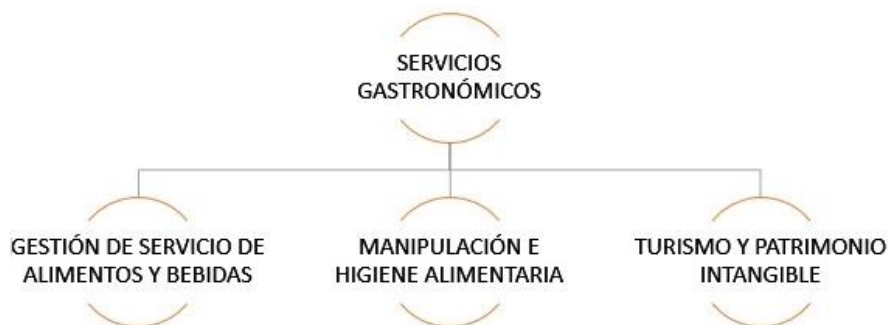 SERVICIOS
GASTRONÓMICOS
GESTIÓN DE SERVICIO DE
ALIMENTOS Y BEBIDAS
MANIPULACIÓN E
HIGIENE ALIMENTARIA
TURISMO Y PATRIMONIO
INTANGIBLE